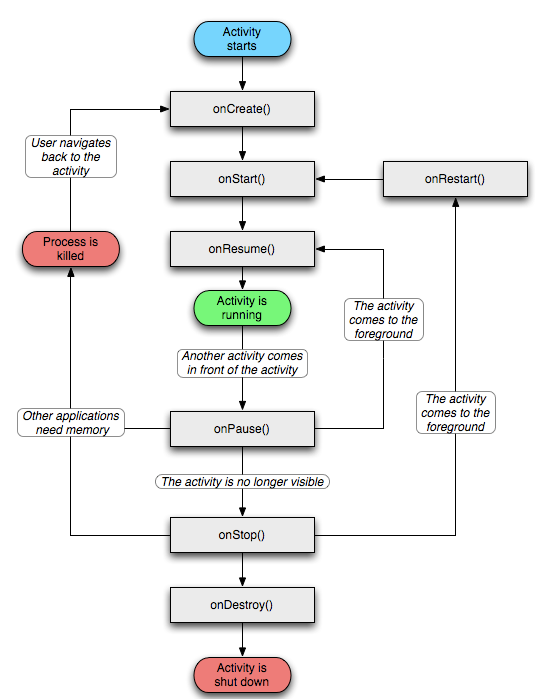 Activity
starts
onCreate()
User navigates
back to the
activity
onStart()
onRestart()
Process is
killed
onResume()
Activity is
running
The activity
comes to the
foreground
Another activity comes
in front of the activity
The activity
comes to the
foreground
Other applications
need memory
onPause()
The activity is no longer visible
onStop()
onDestroy()
Activity is
shut down